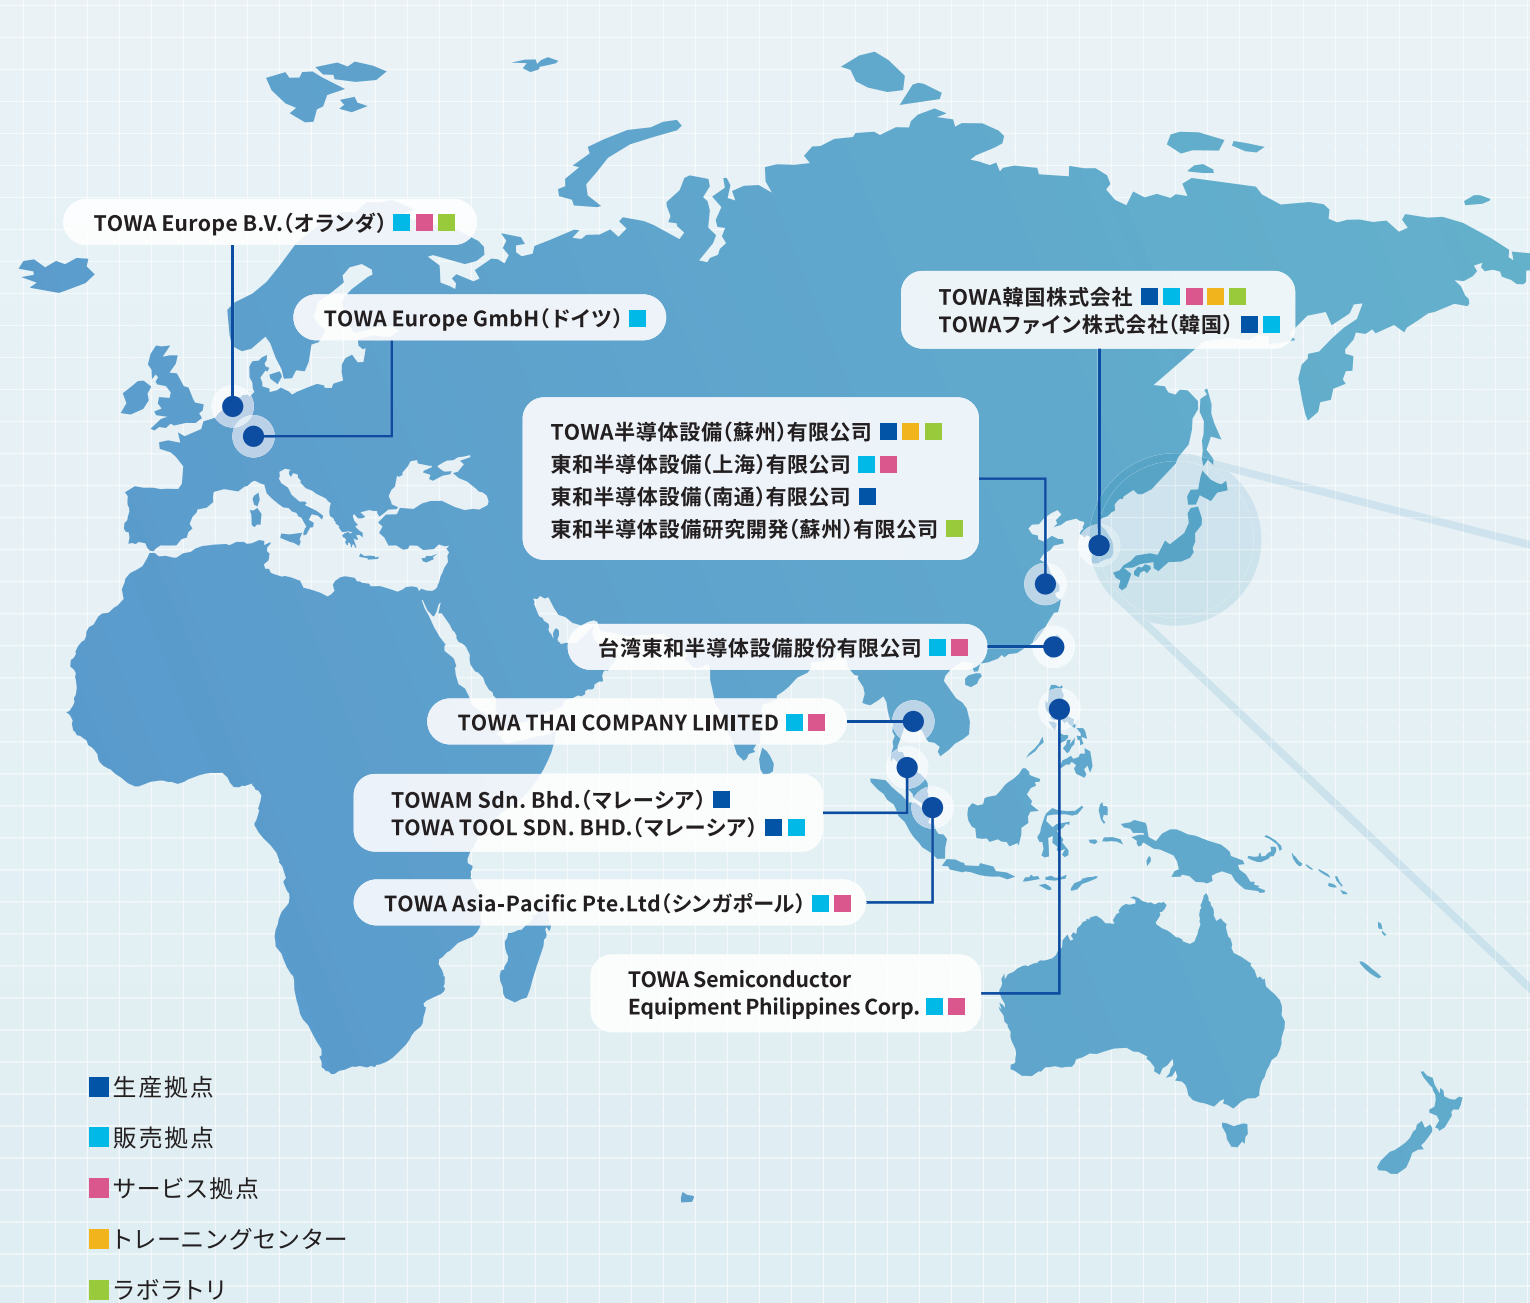 TOWA Europe B.V.（オランダ）
TOWA Europe GmbH（ドイツ）
TOWA韓国株式会社
TOWAファイン株式会社（韓国）
TOWA半導体設備（蘇州）有限公司
東和半導体設備（上海）有限公司
東和半導体設備（南通）有限公司
東和半導体設備研究開発（蘇州）有限公司
台湾東和半導体設備股份有限公司
TOWA THAI COMPANY LIMITED
TOWAM Sdn. Bhd.（マレーシア）
TOWA TOOL SDN. BHD.（マレーシア）
TOWA Asia-Pacific Pte.Ltd（シンガポール）
TOWA Semiconductor
Equipment Philippines Corp.
生産拠点
販売拠点
サービス拠点
トレーニングセンター
ラボラトリ